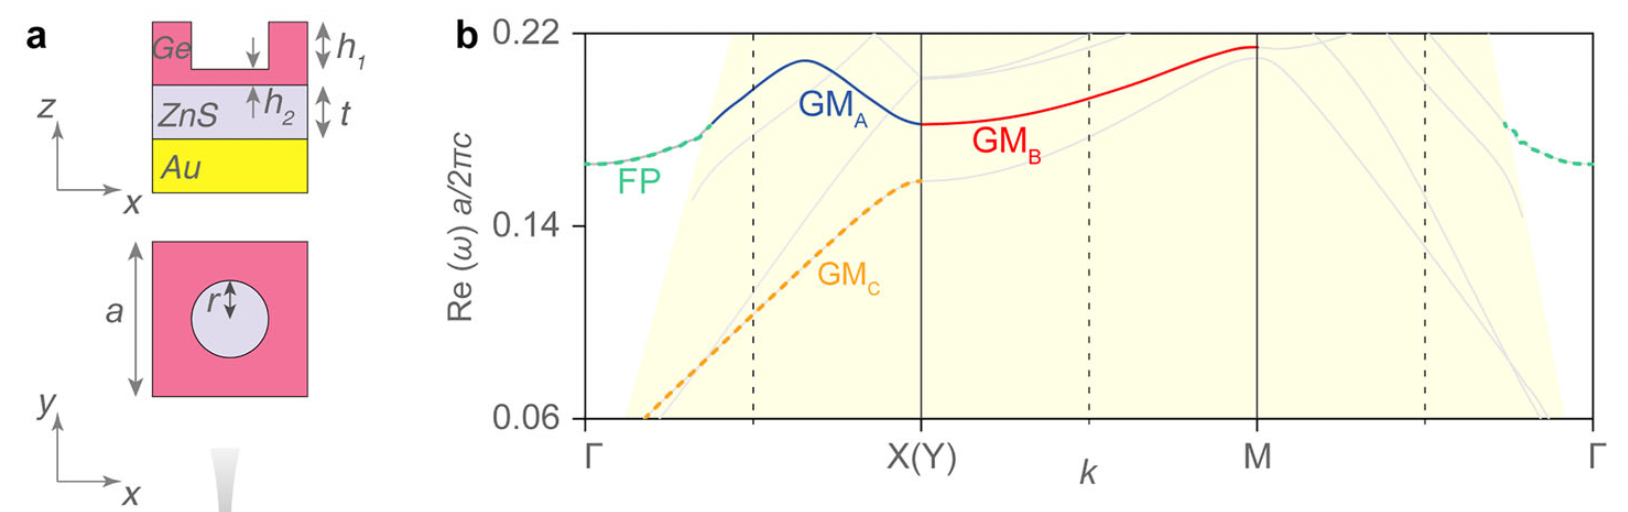 a
Ge
h1
ZnS
h2
t
z
Au
x
a
r
y
x
b
0.22
0.14
0.06
Re (ω) a/2πc
FP
GMA
GMB
GMC
Γ
X(Y)
k
M
Γ